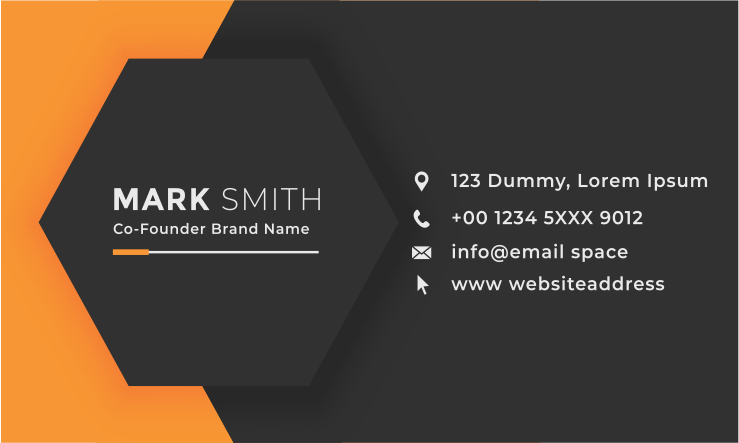 MARK SMITH
Co-Founder Brand Name
123 Dummy, Lorem Ipsum
+00 1234 5XXX 9012
info@email space
www websiteaddress